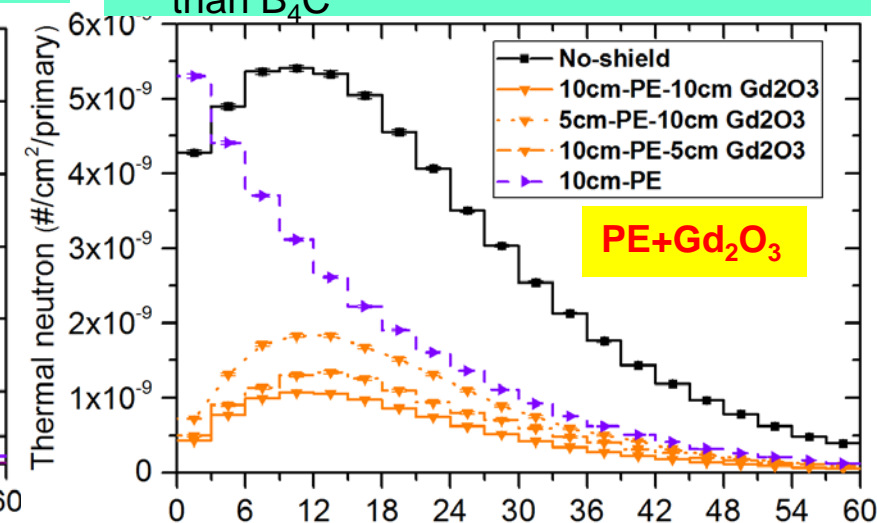 than B₄C
Thermal neutron (#/cm²/primary)
6x10⁻⁹
5x10⁻⁹
4x10⁻⁹
3x10⁻⁹
2x10⁻⁹
1x10⁻⁹
0
No-shield
10cm-PE-10cm Gd2O3
5cm-PE-10cm Gd2O3
10cm-PE-5cm Gd2O3
10cm-PE
PE+Gd₂O₃
60
0 6 12 18 24 30 36 42 48 54 60